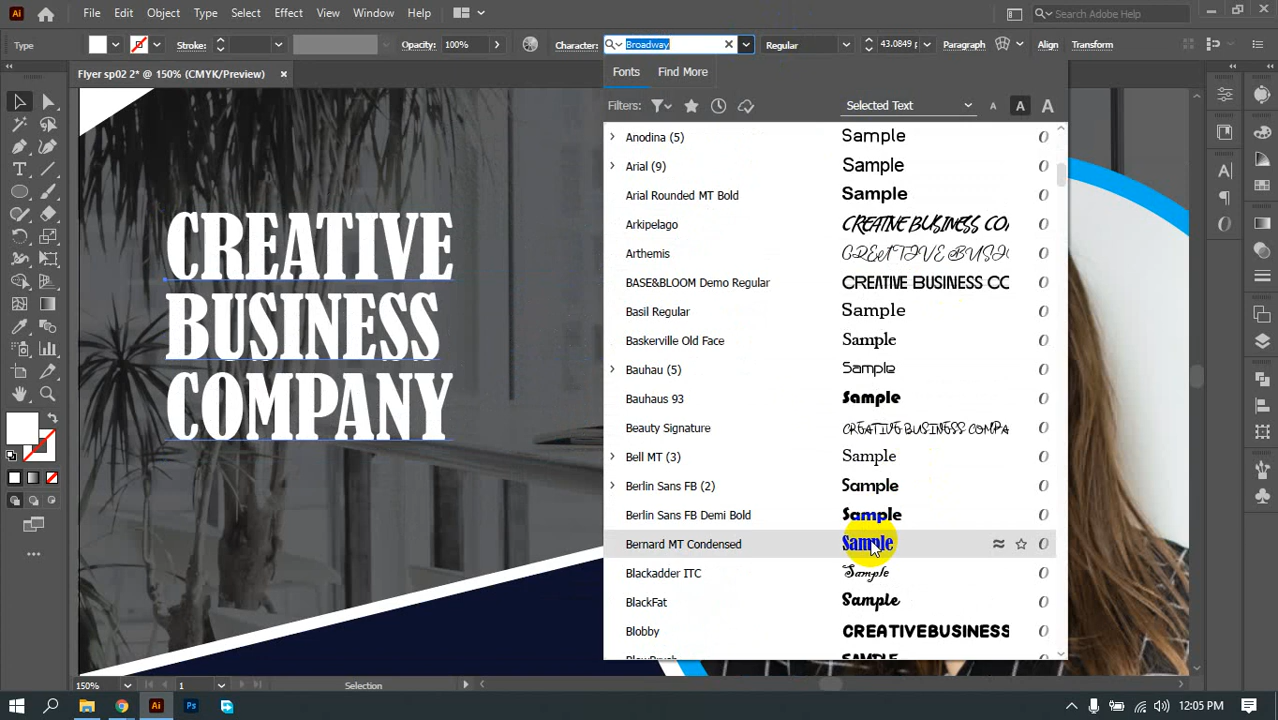 Ai File Edit Object Type Select Effect View Window Help Search Adobe Help
Type Stroke: Opacity: 100% Character: Broadway Regular 43.0849 p Paragraph Align Transform
Flyer sp02 2* @ 150% (CMYK/Preview)
Fonts Find More
Filters: Selected Text A A A
Anodina (5) Sample
Arial (9) Sample
Arial Rounded MT Bold Sample
Arkipelago CREATIVE BUSINESS CO
Arthemis CREATIVE BUSI
BASE&BLOOM Demo Regular CREATIVE BUSINESS CO
Basil Regular Sample
Baskerville Old Face Sample
Bauhau (5) Sample
Bauhaus 93 Sample
Beauty Signature CREATIVE BUSINESS COMPA
Bell MT (3) Sample
Berlin Sans FB (2) Sample
Berlin Sans FB Demi Bold Sample
Bernard MT Condensed Sample
Blackadder ITC Sample
BlackFat Sample
Blobby CREATIVEBUSINESS
CREATIVE
BUSINESS
COMPANY
150% 1 Selection
Ai Ps 12:05 PM